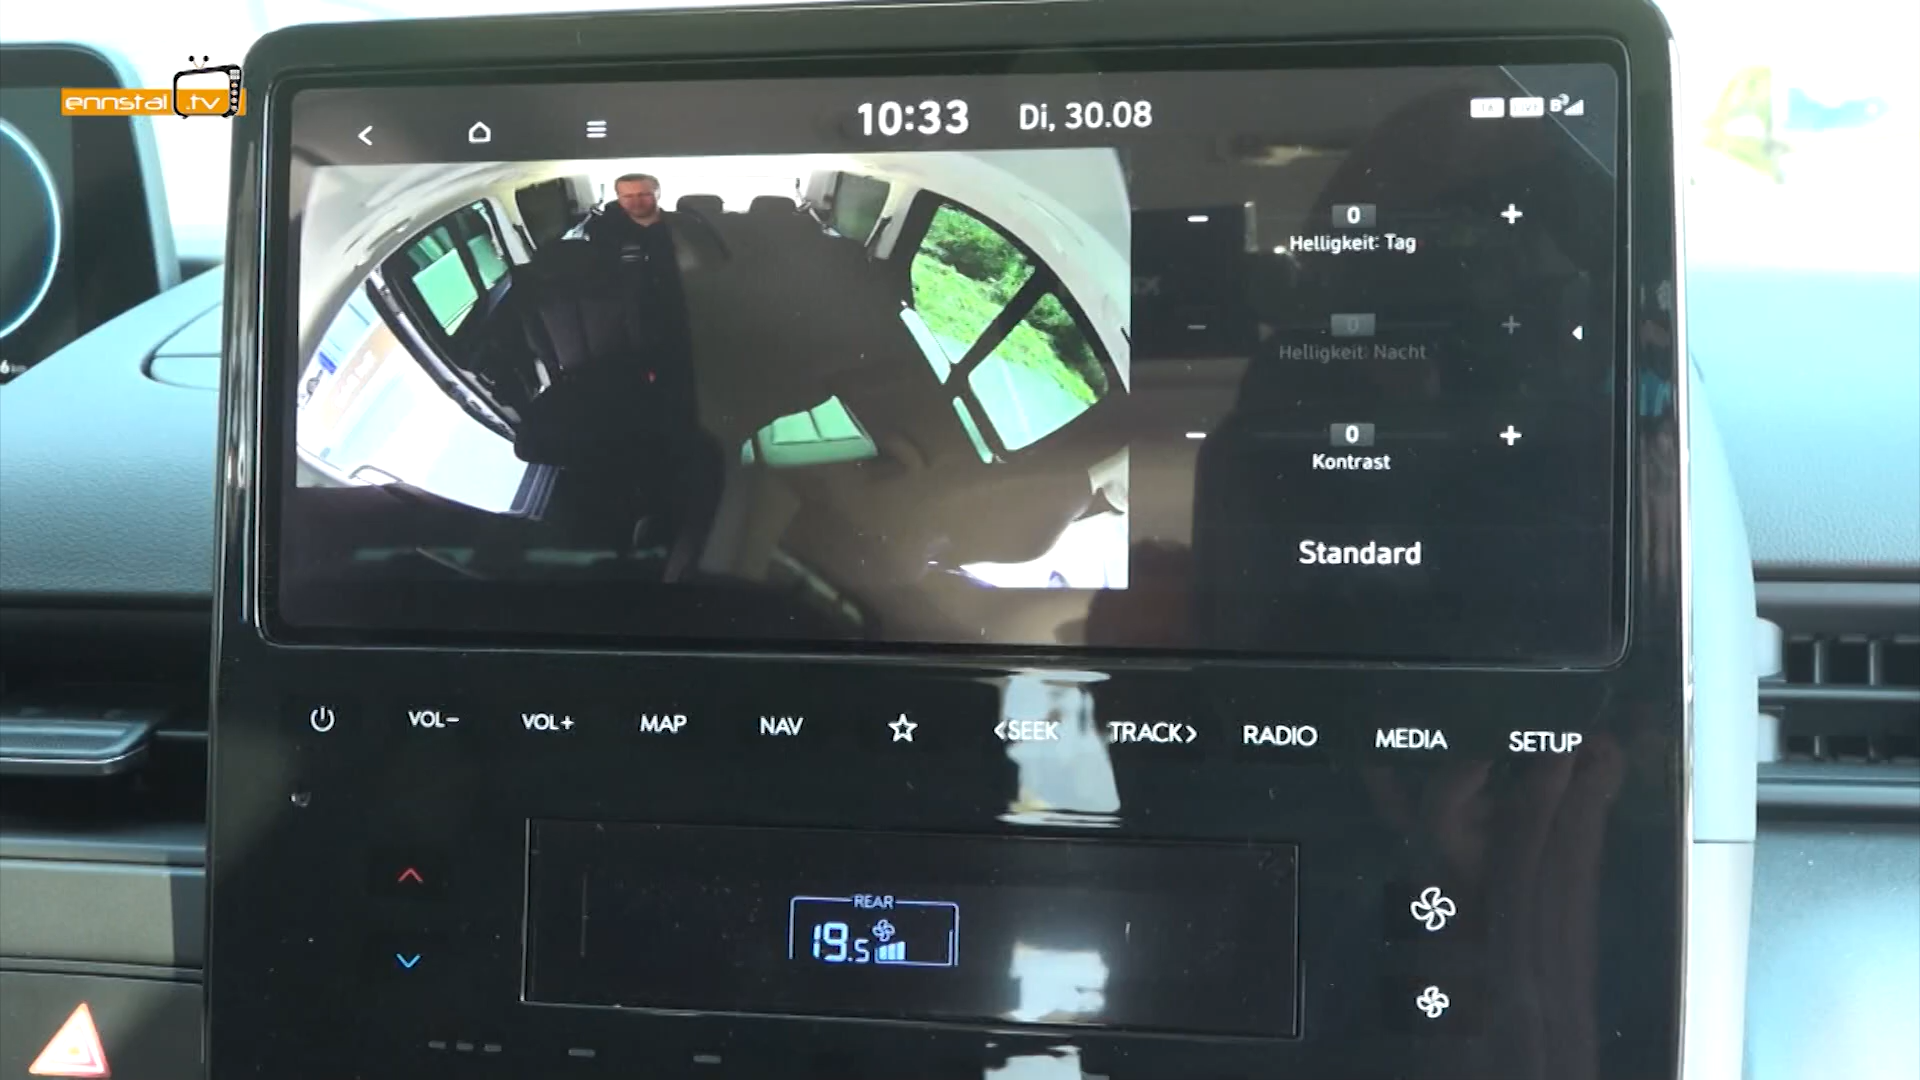 ennstal .tv
10:33 Di, 30.08
0
Helligkeit: Tag
0
Helligkeit: Nacht
0
Kontrast
Standard
VOL- VOL+ MAP NAV <SEEK TRACK> RADIO MEDIA SETUP
REAR
19.5